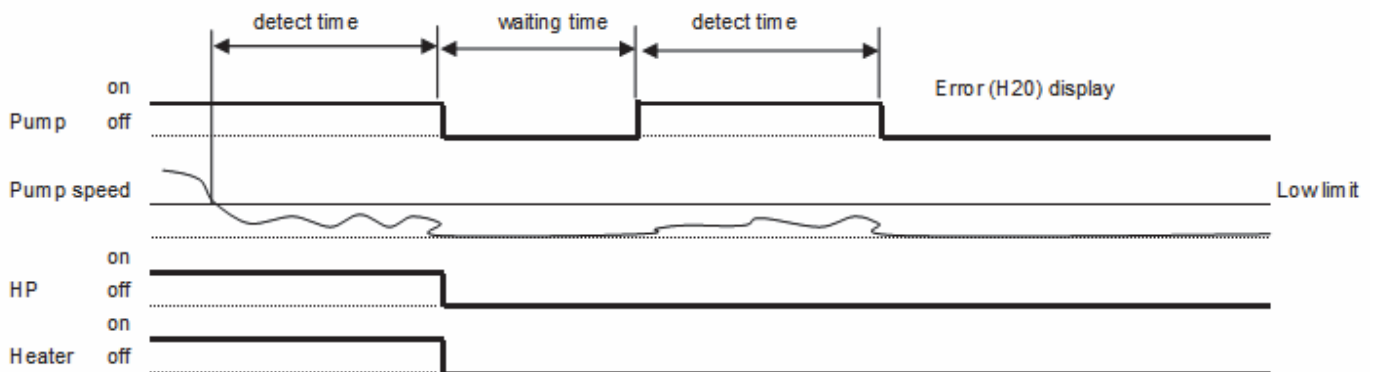 detect time waiting time detect time
on Error (H20) display
Pump off
Pump speed Low limit
on
HP off
on
Heater off